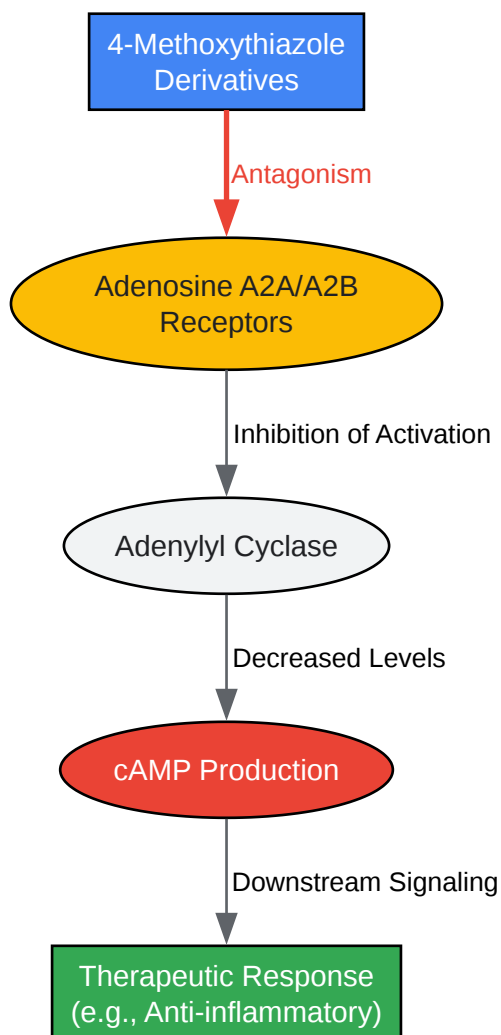 4-Methoxythiazole
Derivatives
Antagonism
Adenosine A2A/A2B
Receptors
Inhibition of Activation
Adenylyl Cyclase
Decreased Levels
cAMP Production
Downstream Signaling
Therapeutic Response
(e.g., Anti-inflammatory)